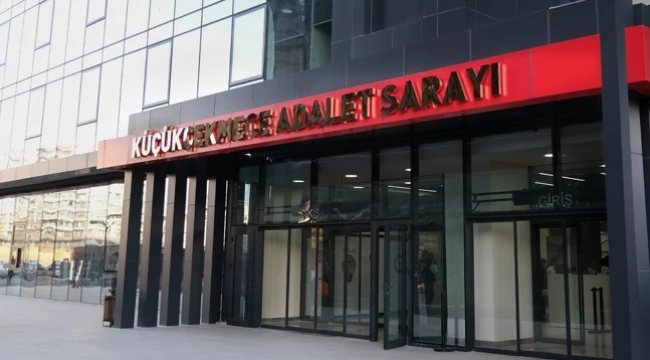 KÜÇÜKÇEKMECE ADALET SARAYI
GİRİŞ